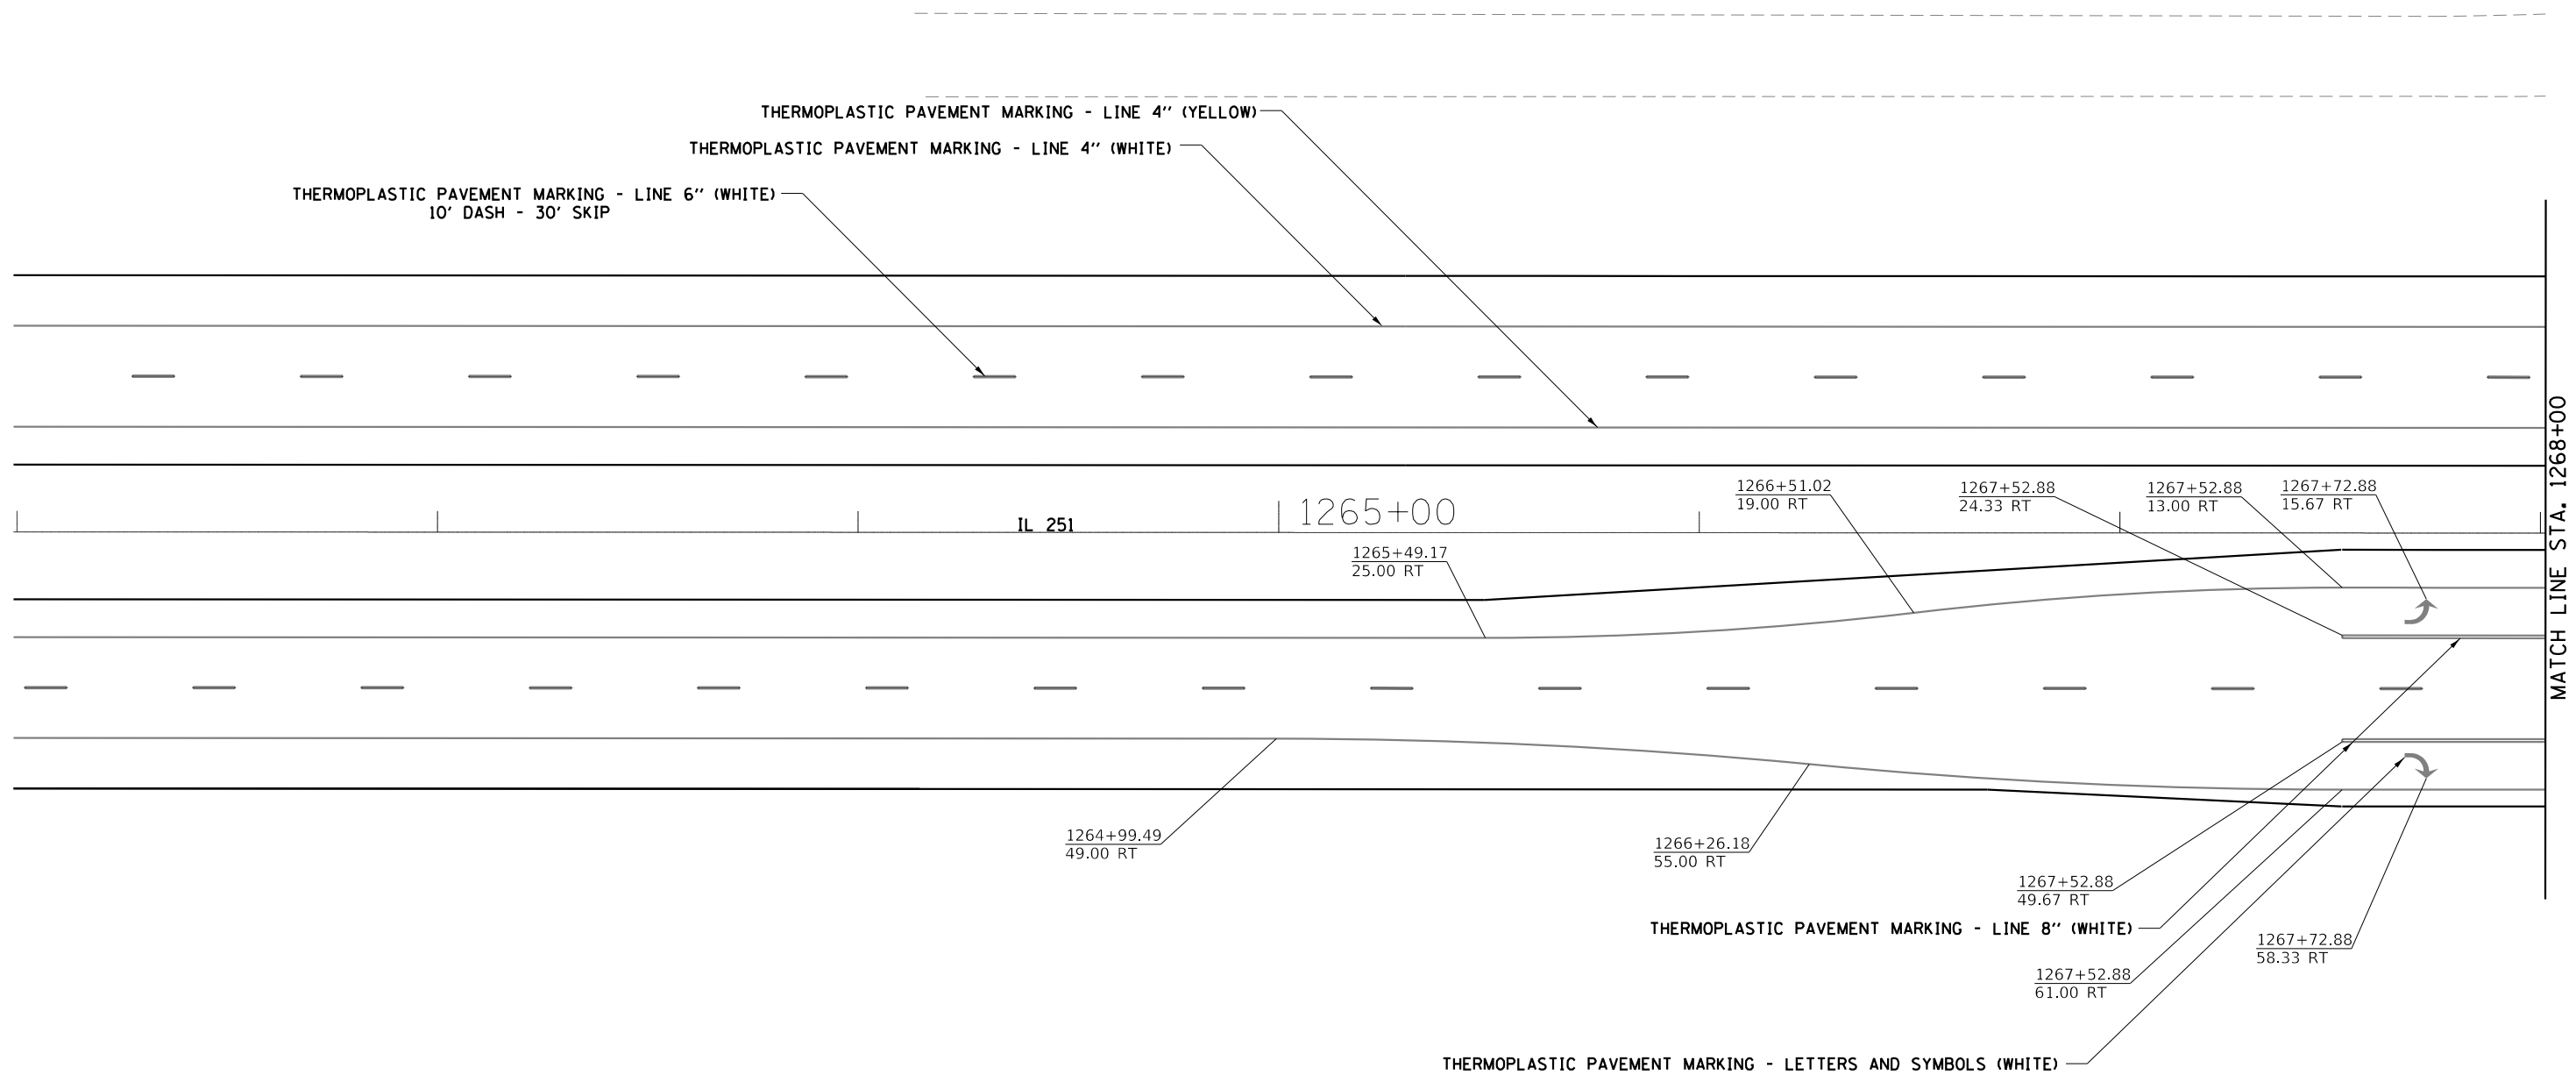 THERMOPLASTIC PAVEMENT MARKING - LINE 4'' (YELLOW)
THERMOPLASTIC PAVEMENT MARKING - LINE 4'' (WHITE)
THERMOPLASTIC PAVEMENT MARKING - LINE 6'' (WHITE)
10' DASH - 30' SKIP
1266+51.02
19.00 RT
1267+52.88
24.33 RT
1267+52.88
13.00 RT
1267+72.88
15.67 RT
IL 251
1265+00
1265+49.17
25.00 RT
MATCH LINE STA. 1268+00
1264+99.49
49.00 RT
1266+26.18
55.00 RT
1267+52.88
49.67 RT
THERMOPLASTIC PAVEMENT MARKING - LINE 8'' (WHITE)
1267+72.88
58.33 RT
1267+52.88
61.00 RT
THERMOPLASTIC PAVEMENT MARKING - LETTERS AND SYMBOLS (WHITE)